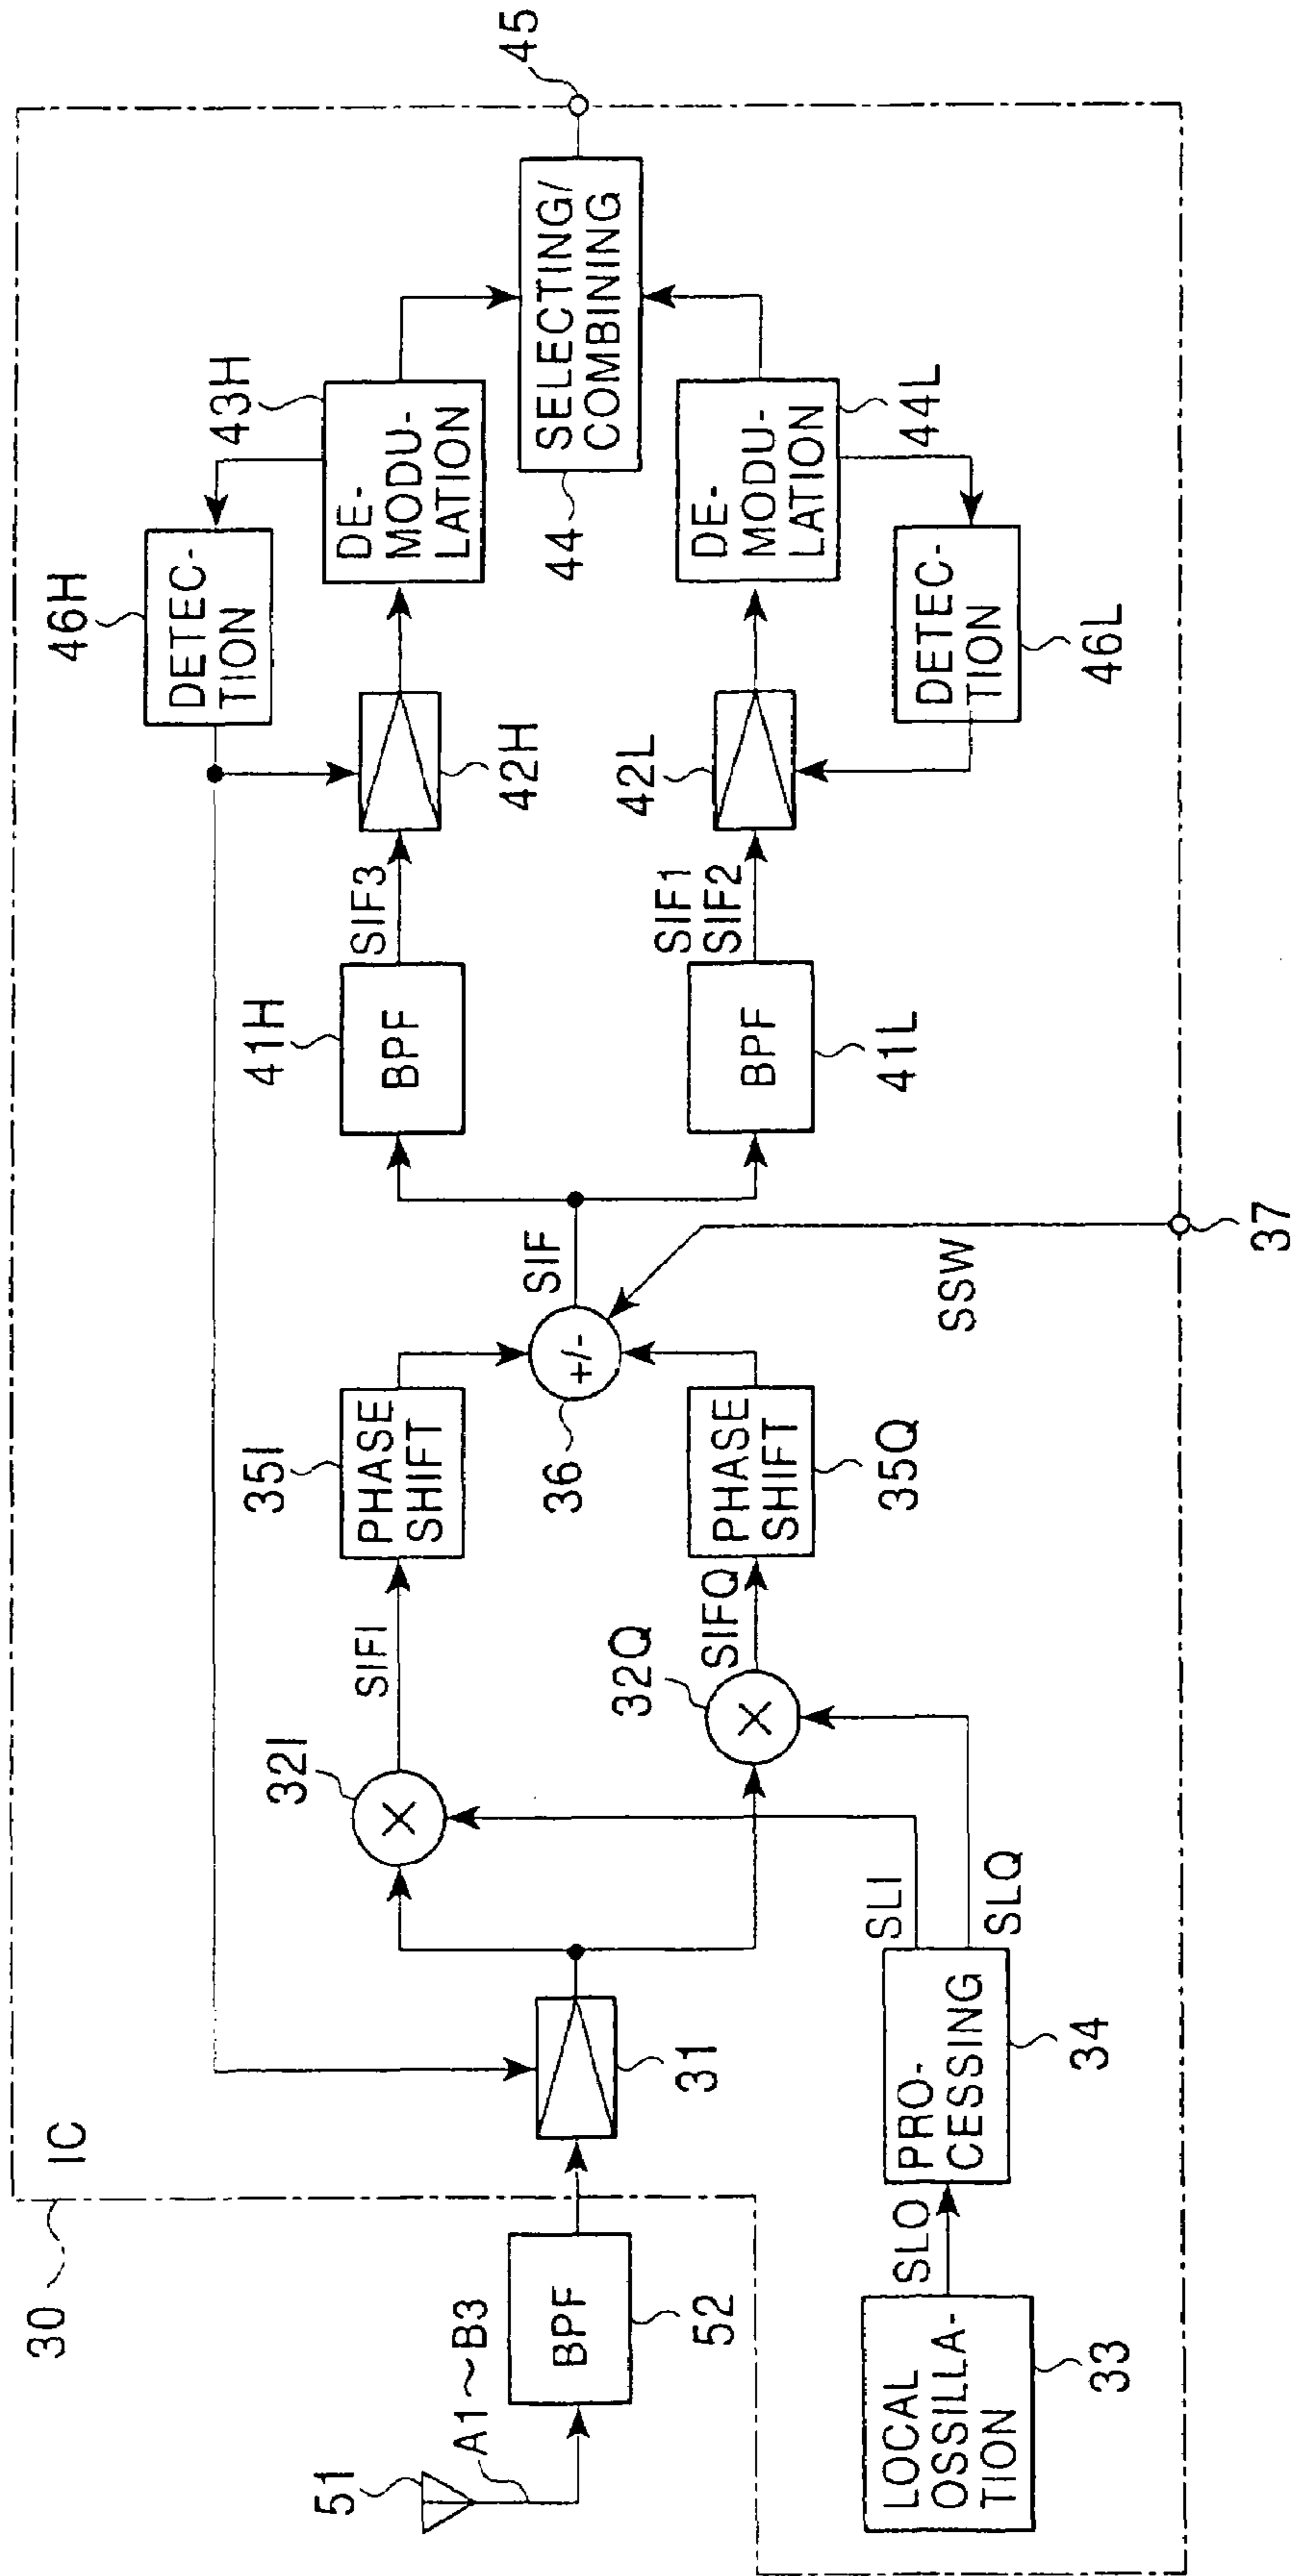 30
IC
51
A1~B3
BPF
52
31
LOCAL
OSSILLA-
TION
33
SLO
PRO-
CESSING
34
SLI
SLQ
32I
×
32Q
×
SIFI
SIFQ
35I
PHASE
SHIFT
PHASE
SHIFT
35Q
36
+/-
SIF
SSW
37
41H
BPF
BPF
41L
SIF3
SIF1
SIF2
42H
42L
46H
DETEC-
TION
43H
DE-
MODU-
LATION
DE-
MODU-
LATION
44L
DETEC-
TION
46L
44
SELECTING/
COMBINING
45